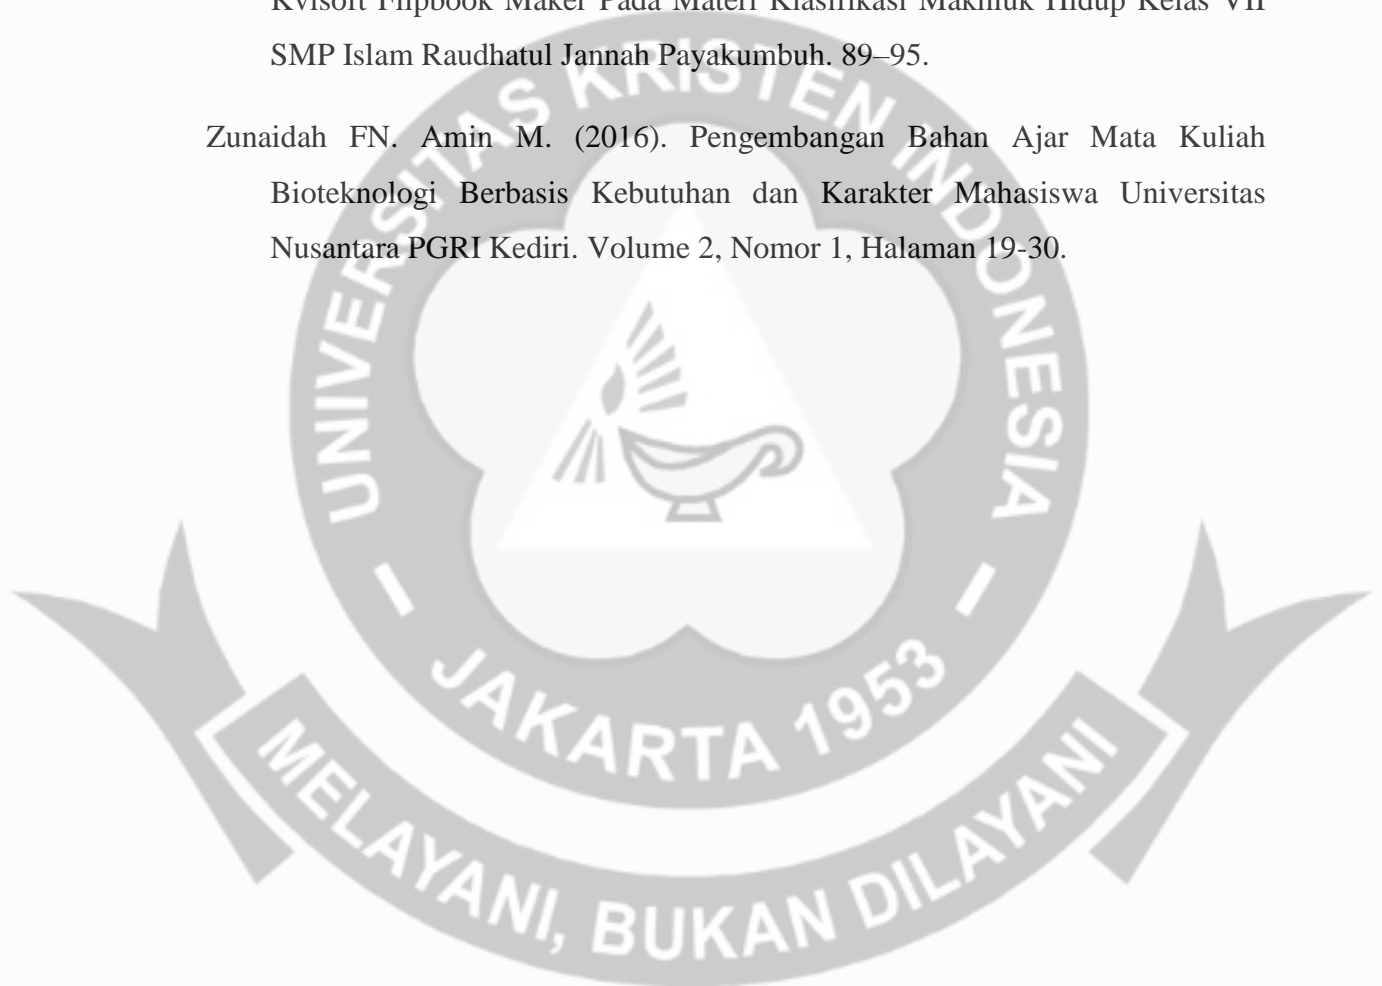 Kvisoft Flipbook Maker Pada Materi Klasifikasi Makhluk Hidup Kelas VII
SMP Islam Raudhatul Jannah Payakumbuh. 89–95.
Zunaidah FN. Amin M. (2016). Pengembangan Bahan Ajar Mata Kuliah
Bioteknologi Berbasis Kebutuhan dan Karakter Mahasiswa Universitas
Nusantara PGRI Kediri. Volume 2, Nomor 1, Halaman 19-30.
UNIVERSITAS KRISTEN INDONESIA
JAKARTA 1953
MELAYANI, BUKAN DILAYANI